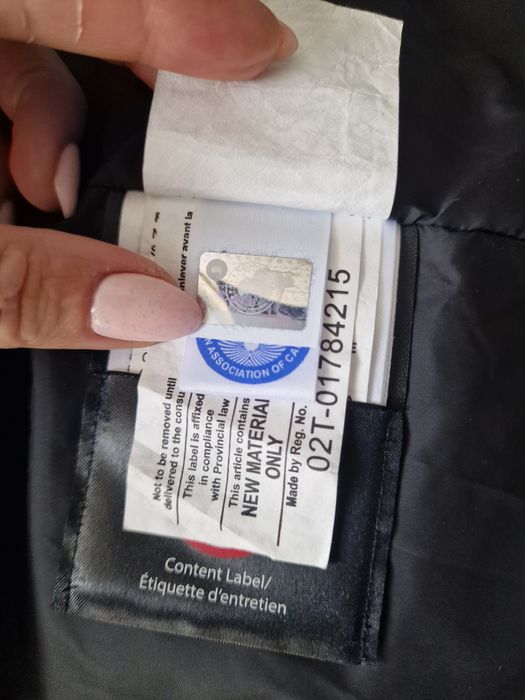 nlever avant la
N ASSOCIATION OF CA
Not to be removed until
delivered to the consu
This label is affixed
in compliance
with Provincial law
This article contains
NEW MATERIAL
ONLY
Made by Reg. No.
02T-01784215
Content Label/
Étiquette d'entretien